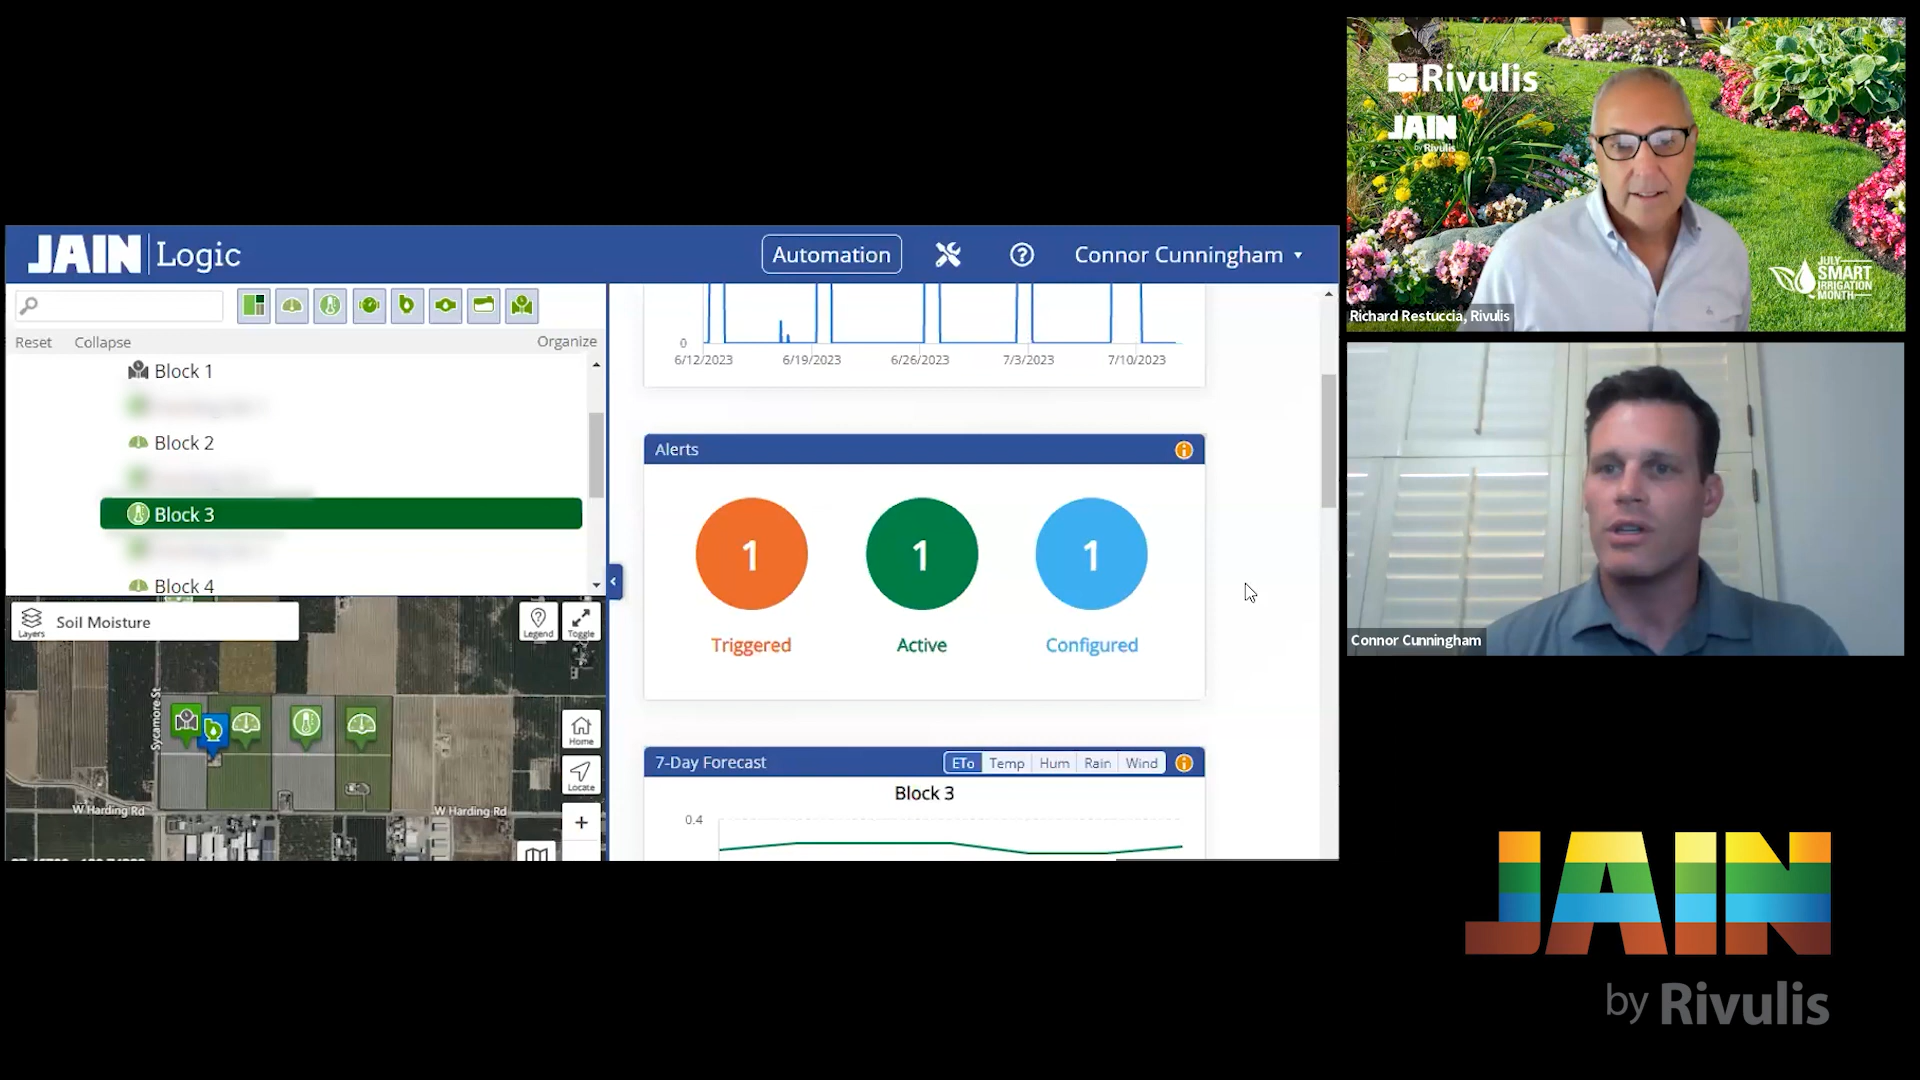 JAIN Logic
Automation
Connor Cunningham
Reset Collapse Organize
Block 1
Block 2
Block 3
Block 4
Layers
Soil Moisture
Legend
Toggle
Sycamore St
Home
Locate
W Harding Rd
W Harding Rd
+
0
6/12/2023 6/19/2023 6/26/2023 7/3/2023 7/10/2023
Alerts
1 1 1
Triggered Active Configured
7-Day Forecast
ETo Temp Hum Rain Wind
Block 3
0.4
Rivulis
JAIN
by Rivulis
JULY
SMART
IRRIGATION
MONTH
Richard Restuccia, Rivulis
Connor Cunningham
JAIN
by Rivulis